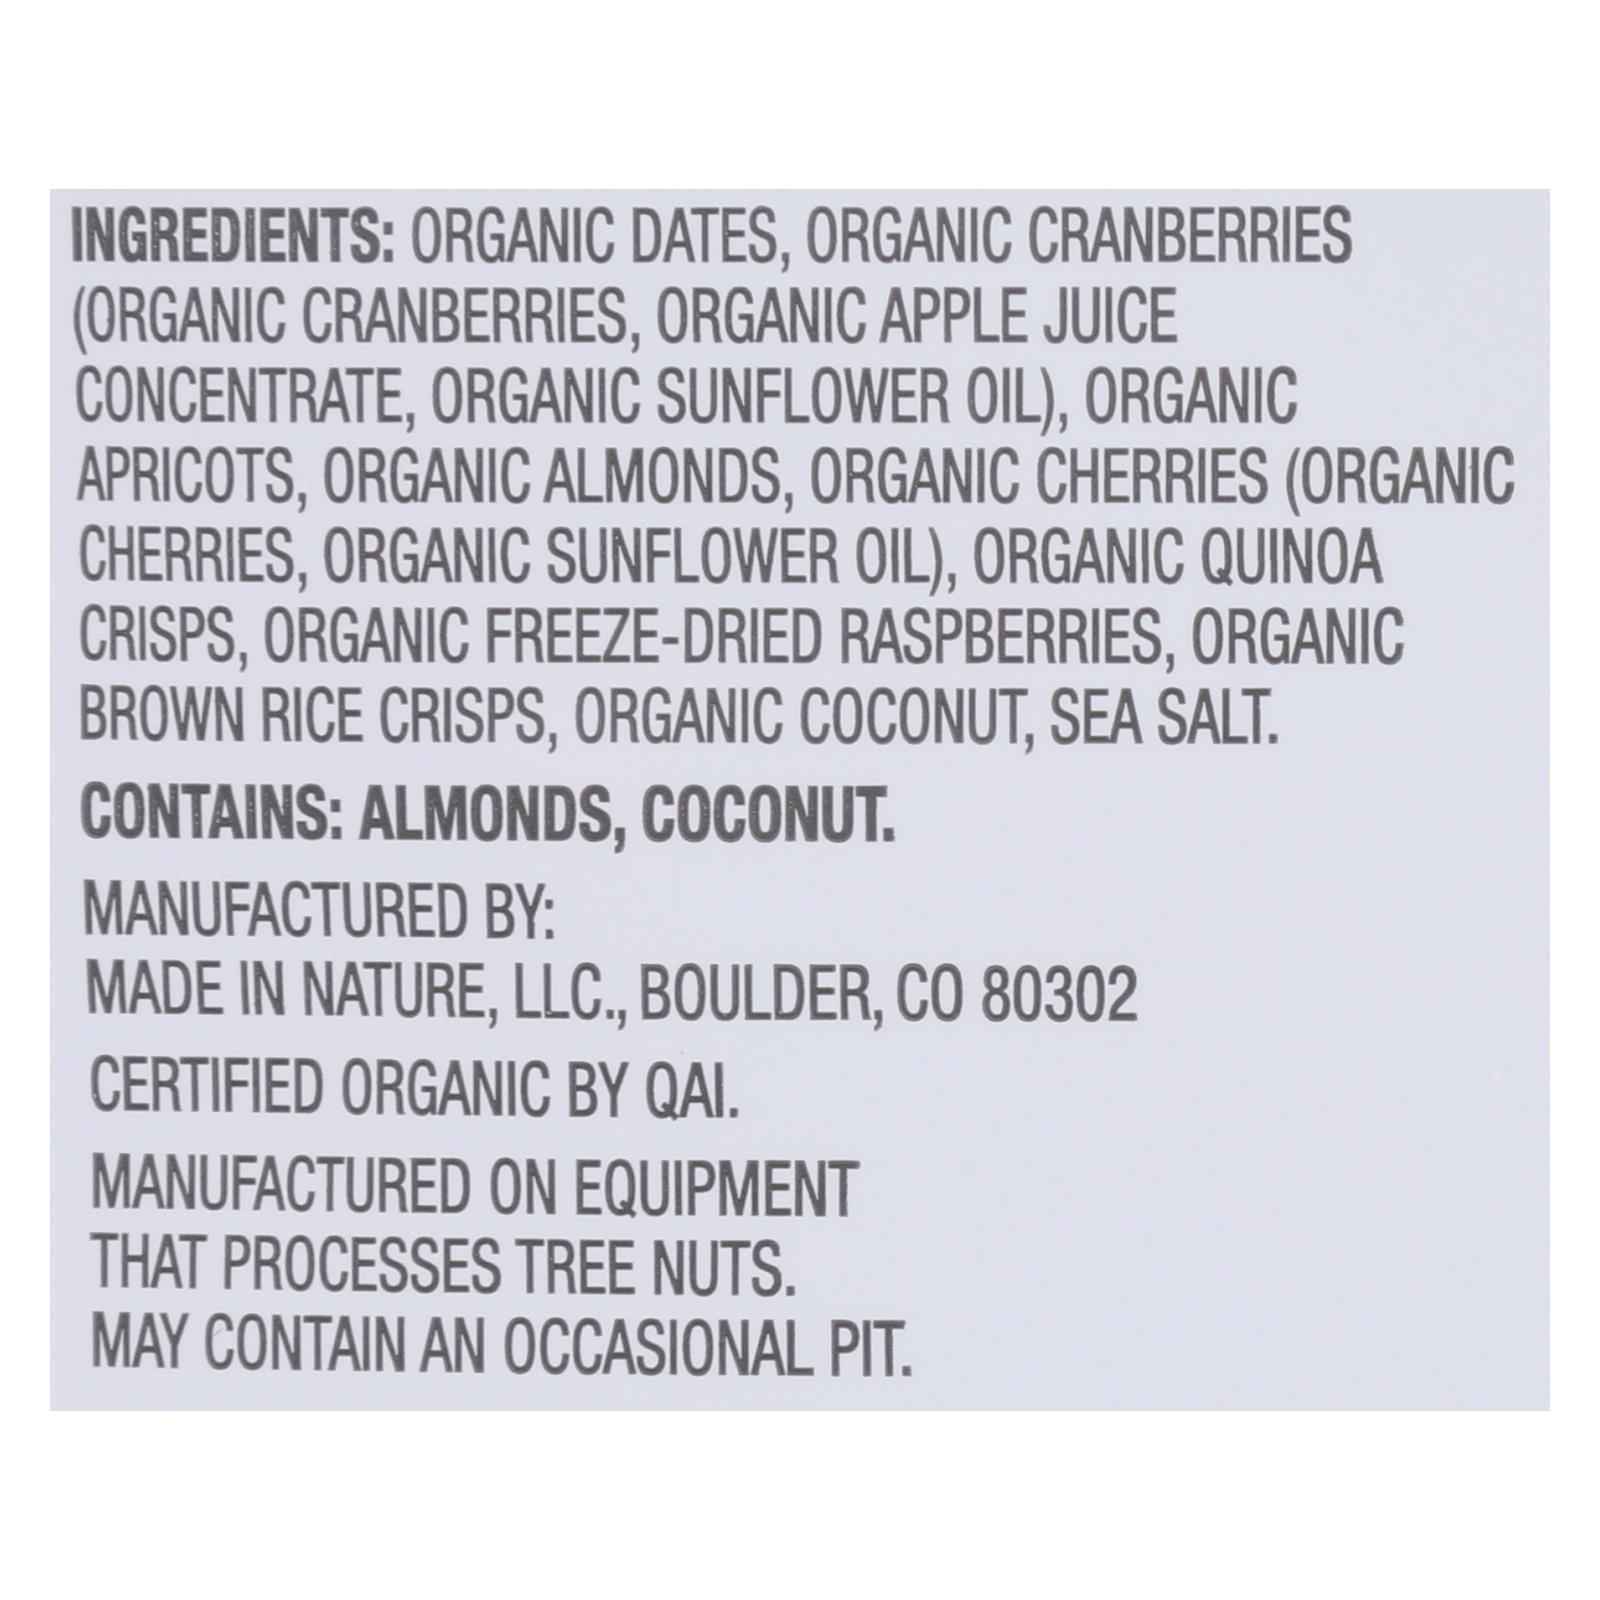 INGREDIENTS: ORGANIC DATES, ORGANIC CRANBERRIES
(ORGANIC CRANBERRIES, ORGANIC APPLE JUICE
CONCENTRATE, ORGANIC SUNFLOWER OIL), ORGANIC
APRICOTS, ORGANIC ALMONDS, ORGANIC CHERRIES (ORGANIC
CHERRIES, ORGANIC SUNFLOWER OIL), ORGANIC QUINOA
CRISPS, ORGANIC FREEZE-DRIED RASPBERRIES, ORGANIC
BROWN RICE CRISPS, ORGANIC COCONUT, SEA SALT.
CONTAINS: ALMONDS, COCONUT.
MANUFACTURED BY:
MADE IN NATURE, LLC., BOULDER, CO 80302
CERTIFIED ORGANIC BY QAI.
MANUFACTURED ON EQUIPMENT
THAT PROCESSES TREE NUTS.
MAY CONTAIN AN OCCASIONAL PIT.